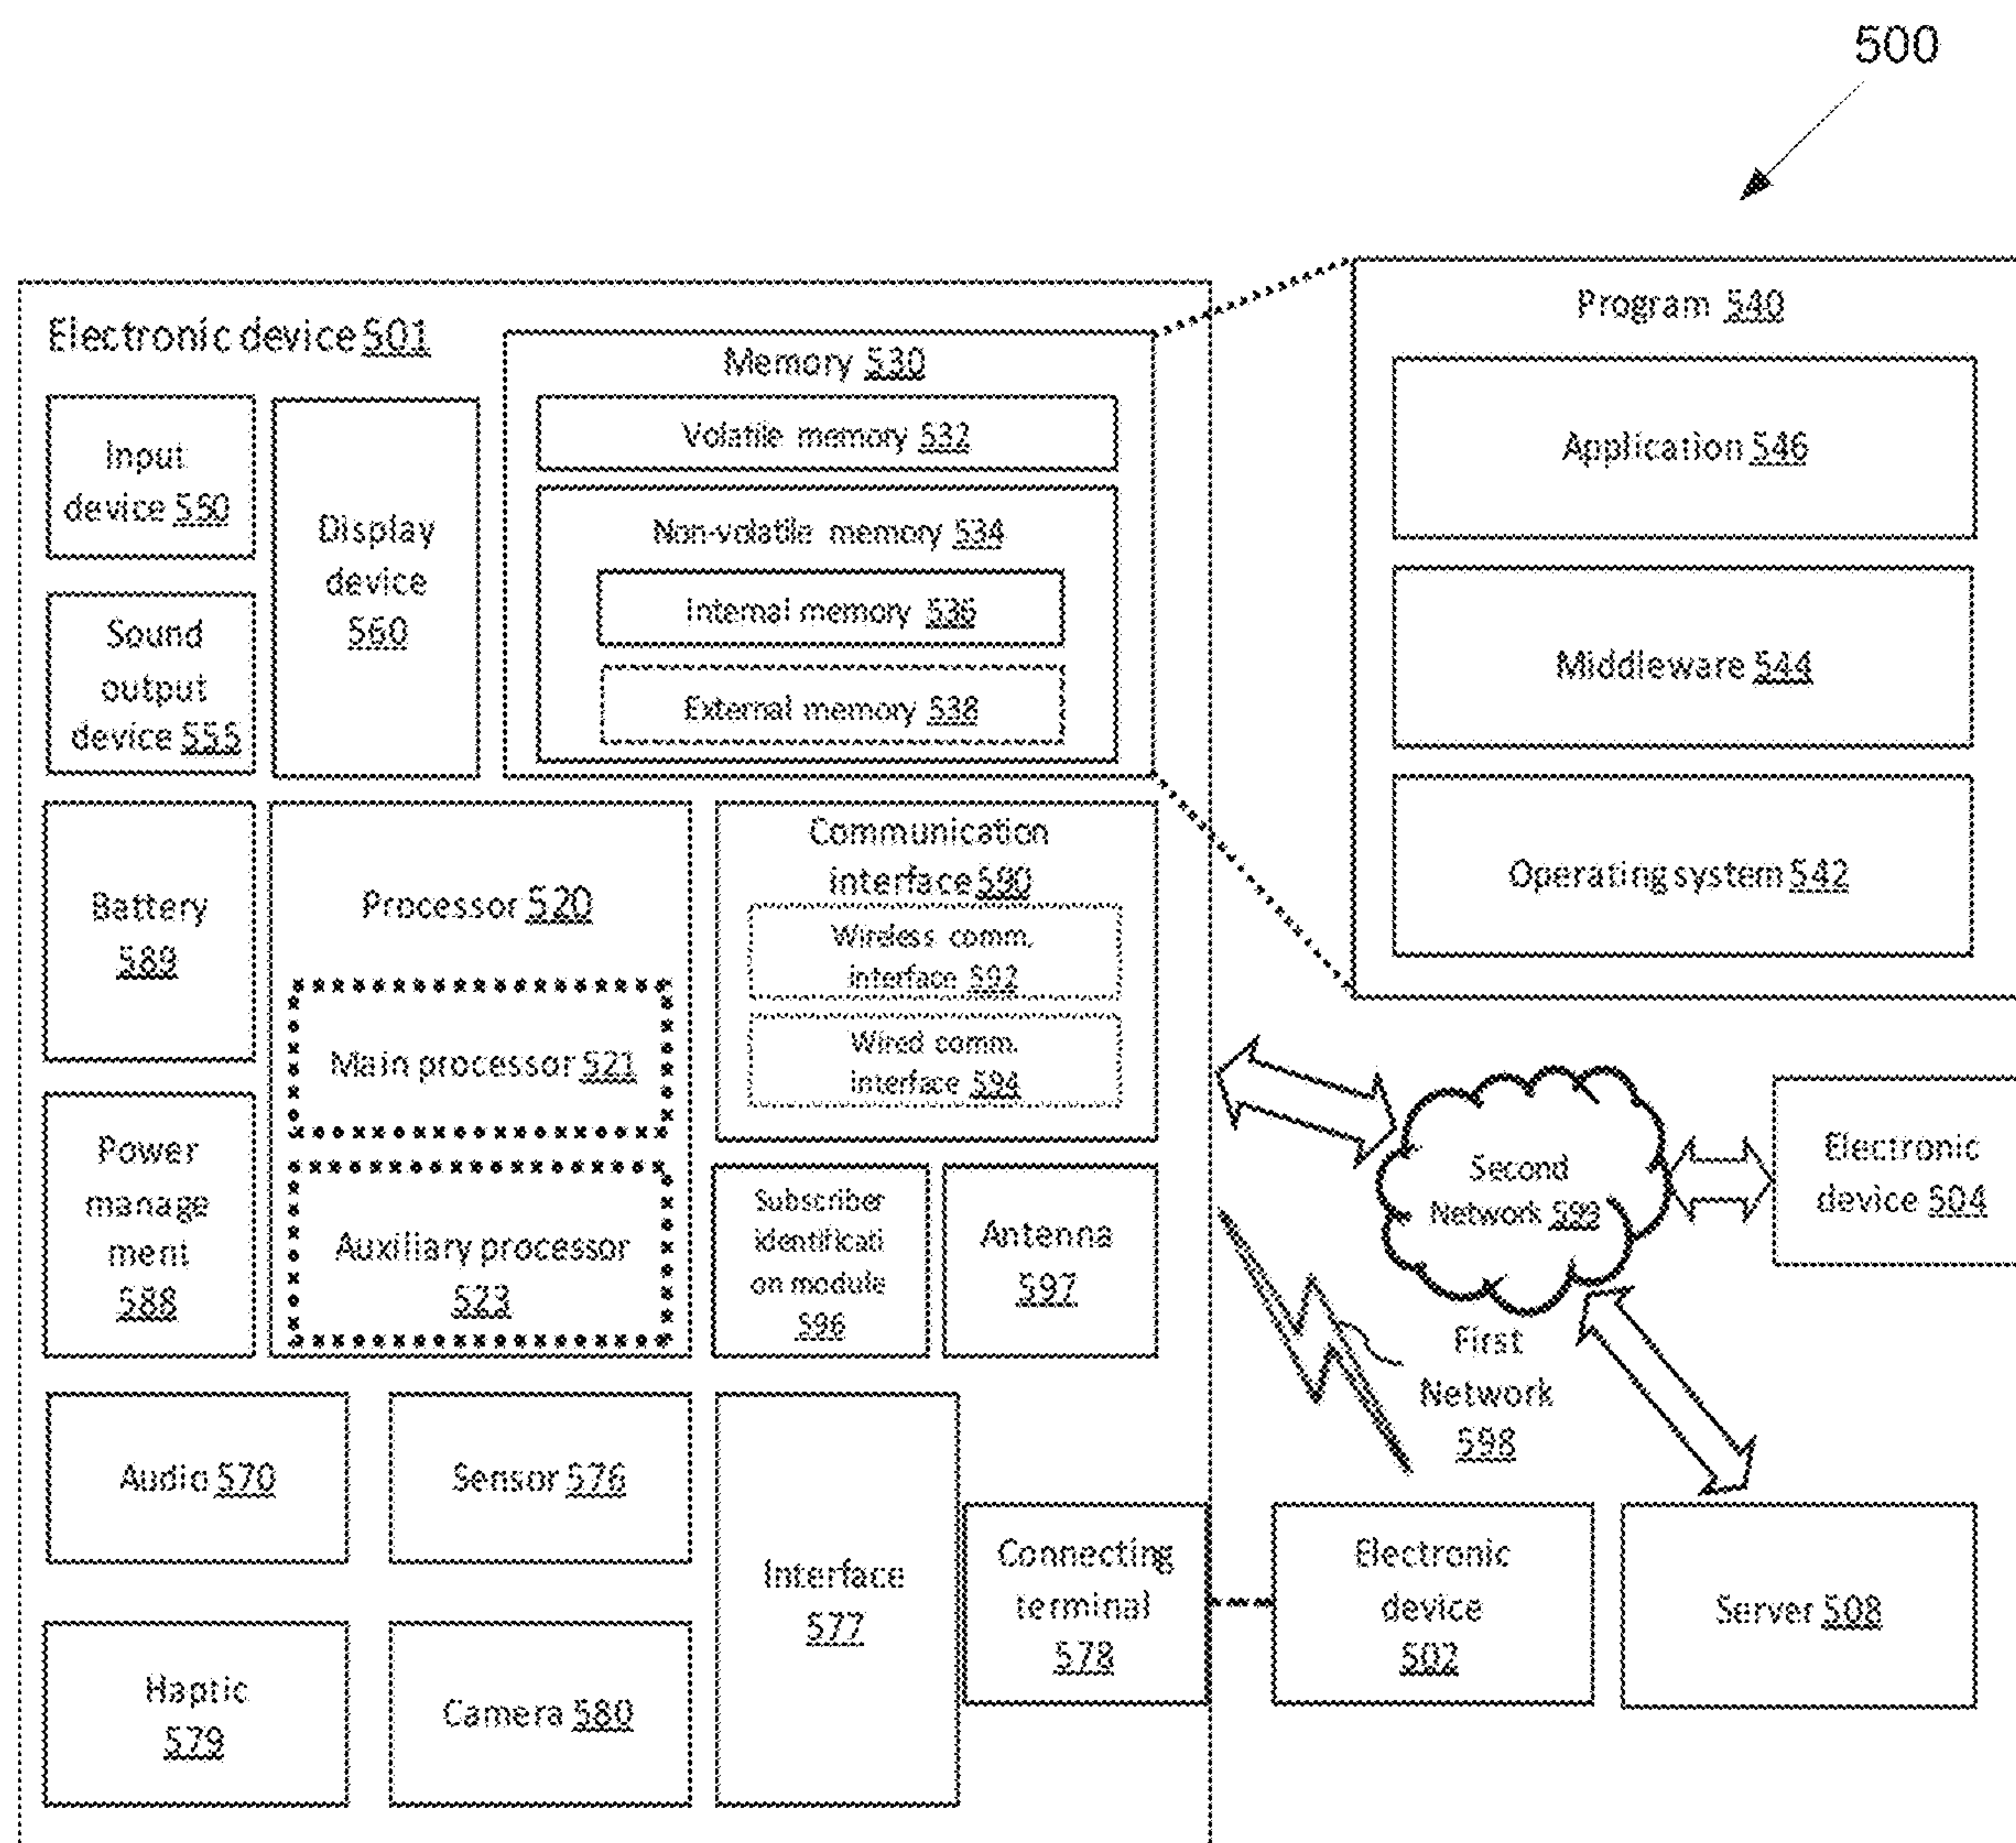 500
Electronic device 501
Input
device 550
Sound
output
device 555
Display
device
560
Memory 530
Volatile memory 532
Non-volatile memory 534
Internal memory 536
External memory 538
Program 540
Application 546
Middleware 544
Operating system 542
Battery
589
Power
manage
ment
588
Processor 520
Main processor 521
Auxiliary processor
523
Communication
interface 590
Wireless comm.
interface 592
Wired comm.
interface 594
Subscriber
identificati
on module
596
Antenna
597
Second
Network 599
Electronic
device 504
First
Network
598
Audio 570
Sensor 576
Interface
577
Connecting
terminal
578
Electronic
device
502
Server 508
Haptic
579
Camera 580